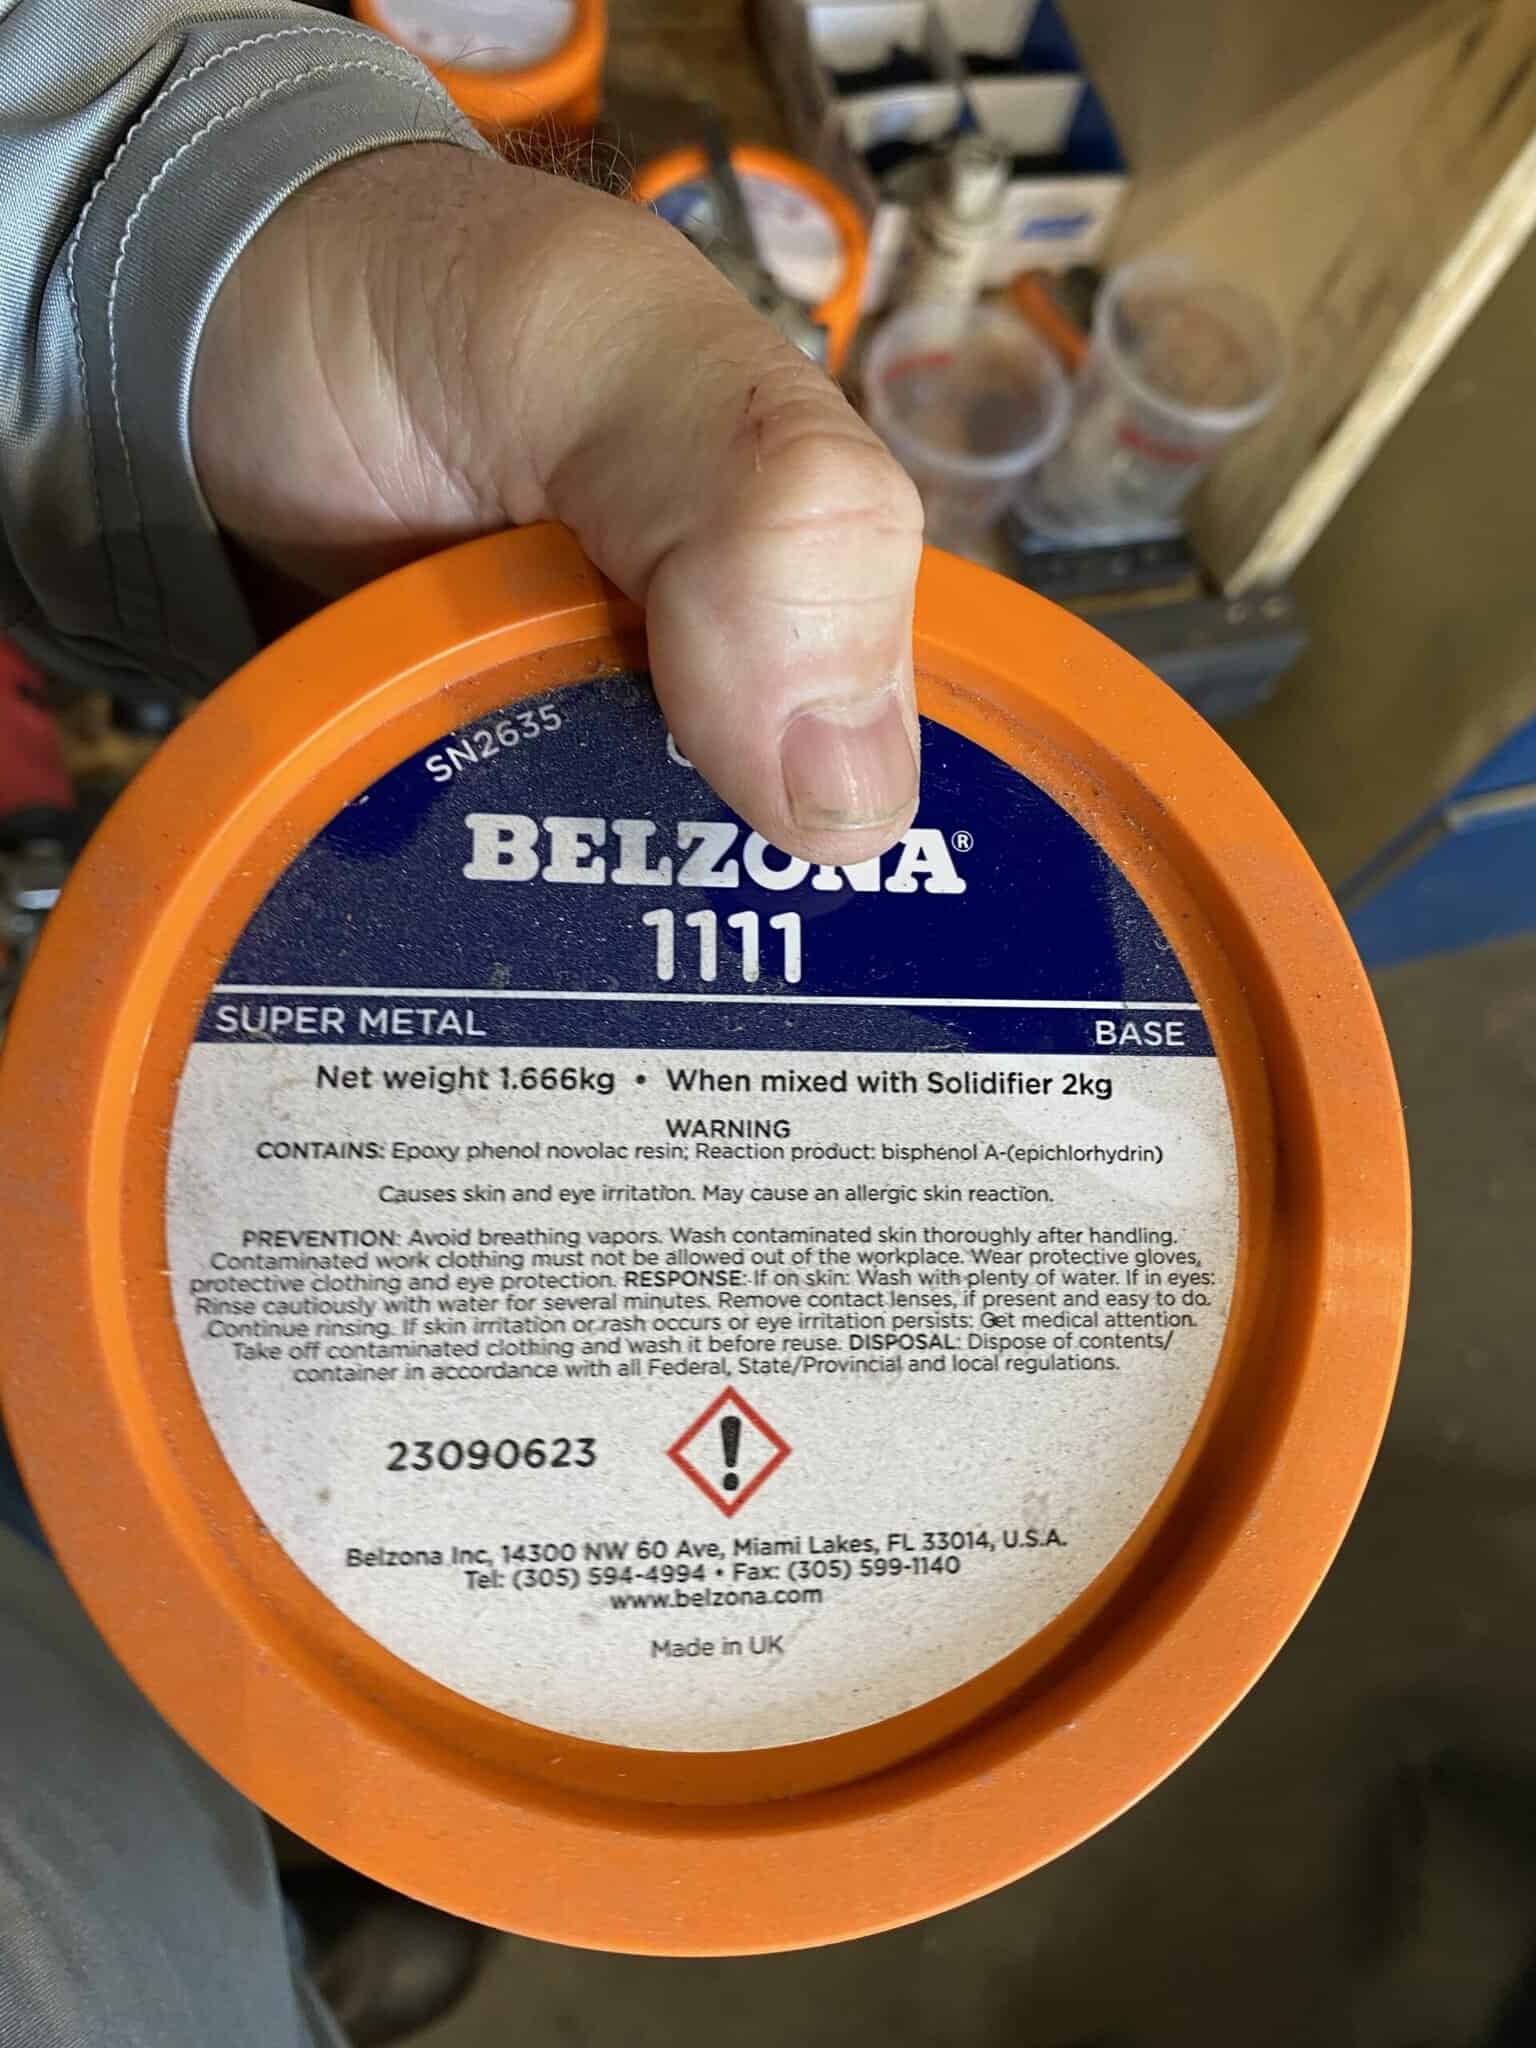 SN2635
BELZONA®
1111
SUPER METAL BASE
Net weight 1.666kg • When mixed with Solidifier 2kg
WARNING
CONTAINS: Epoxy phenol novolac resin; Reaction product: bisphenol A-(epichlorhydrin)
Causes skin and eye irritation. May cause an allergic skin reaction.
PREVENTION: Avoid breathing vapors. Wash contaminated skin thoroughly after handling.
Contaminated work clothing must not be allowed out of the workplace. Wear protective gloves,
protective clothing and eye protection. RESPONSE: If on skin: Wash with plenty of water. If in eyes:
Rinse cautiously with water for several minutes. Remove contact lenses, if present and easy to do.
Continue rinsing. If skin irritation or rash occurs or eye irritation persists: Get medical attention.
Take off contaminated clothing and wash it before reuse. DISPOSAL: Dispose of contents/
container in accordance with all Federal, State/Provincial and local regulations.
23090623
Belzona Inc, 14300 NW 60 Ave, Miami Lakes, FL 33014, U.S.A.
Tel: (305) 594-4994 • Fax: (305) 599-1140
www.belzona.com
Made in UK